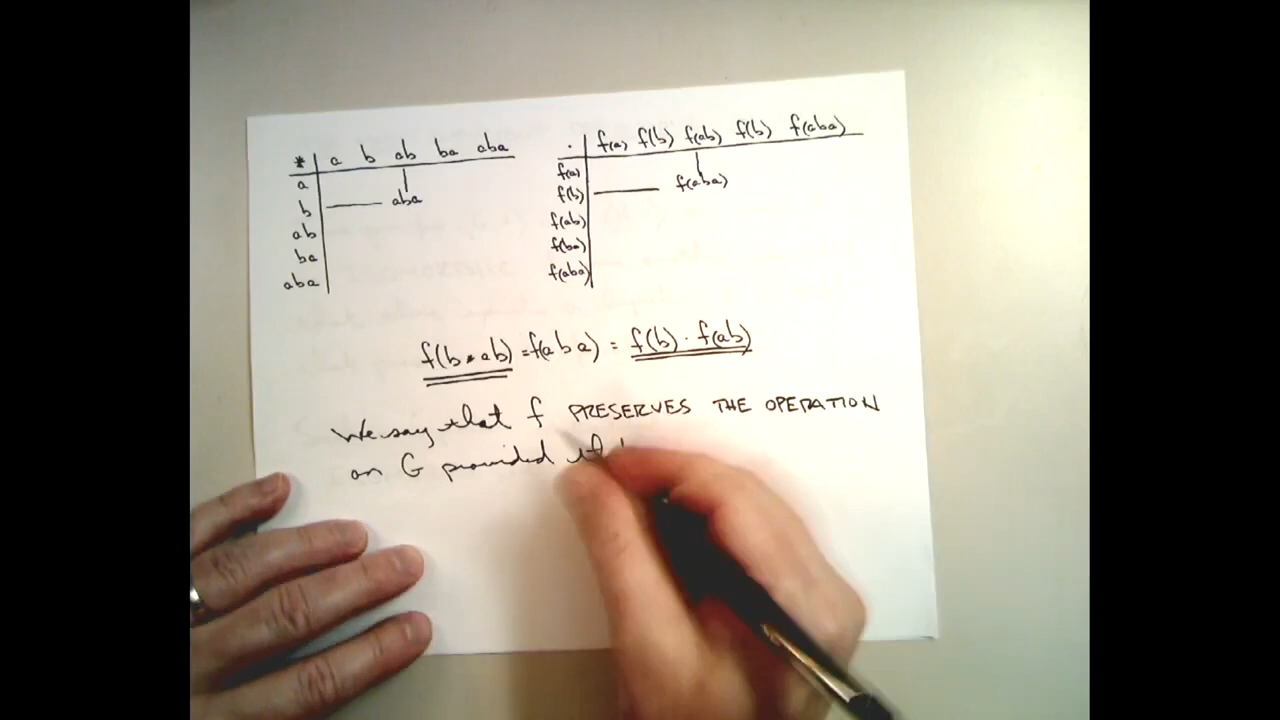 * a b ab ba aba
a
b aba
ab
ba
aba
· f(a) f(b) f(ab) f(b) f(aba)
f(a)
f(b) f(aba)
f(ab)
f(ba)
f(aba)
f(b * ab) = f(aba) = f(b) · f(ab)
We say that f PRESERVES THE OPERATION
on G provided